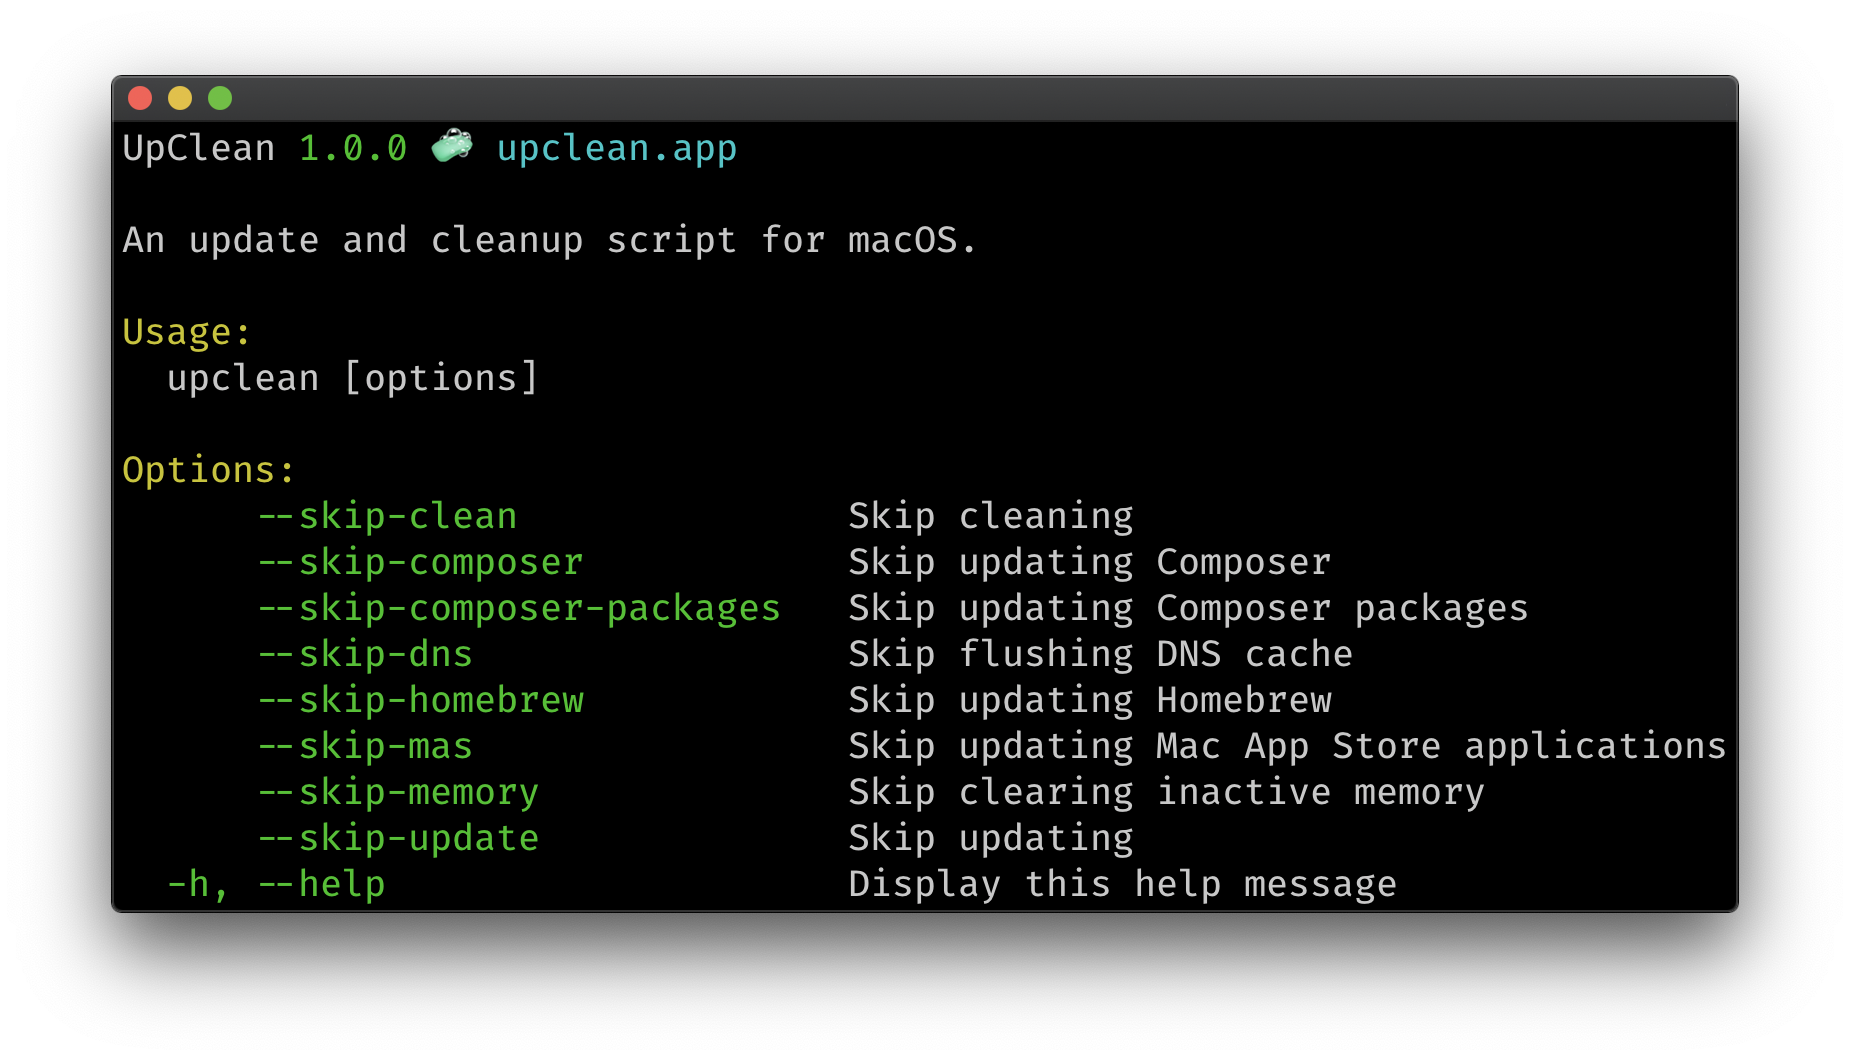 UpClean 1.0.0 🧼 upclean.app
An update and cleanup script for macOS.
Usage:
upclean [options]
Options:
--skip-clean Skip cleaning
--skip-composer Skip updating Composer
--skip-composer-packages Skip updating Composer packages
--skip-dns Skip flushing DNS cache
--skip-homebrew Skip updating Homebrew
--skip-mas Skip updating Mac App Store applications
--skip-memory Skip clearing inactive memory
--skip-update Skip updating
-h, --help Display this help message